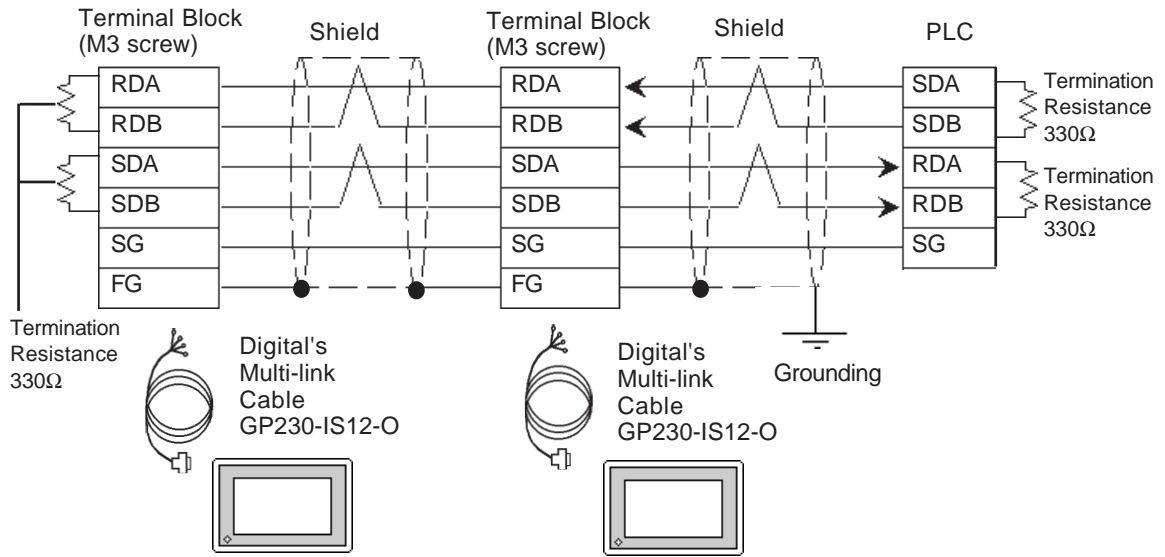 Terminal Block
(M3 screw)
Shield
Terminal Block
(M3 screw)
Shield
PLC
RDA
RDB
SDA
SDB
SG
FG
RDA
RDB
SDA
SDB
SG
FG
SDA
SDB
RDA
RDB
SG
Termination
Resistance
330Ω
Termination
Resistance
330Ω
Termination
Resistance
330Ω
Digital's
Multi-link
Cable
GP230-IS12-O
Digital's
Multi-link
Cable
GP230-IS12-O
Grounding